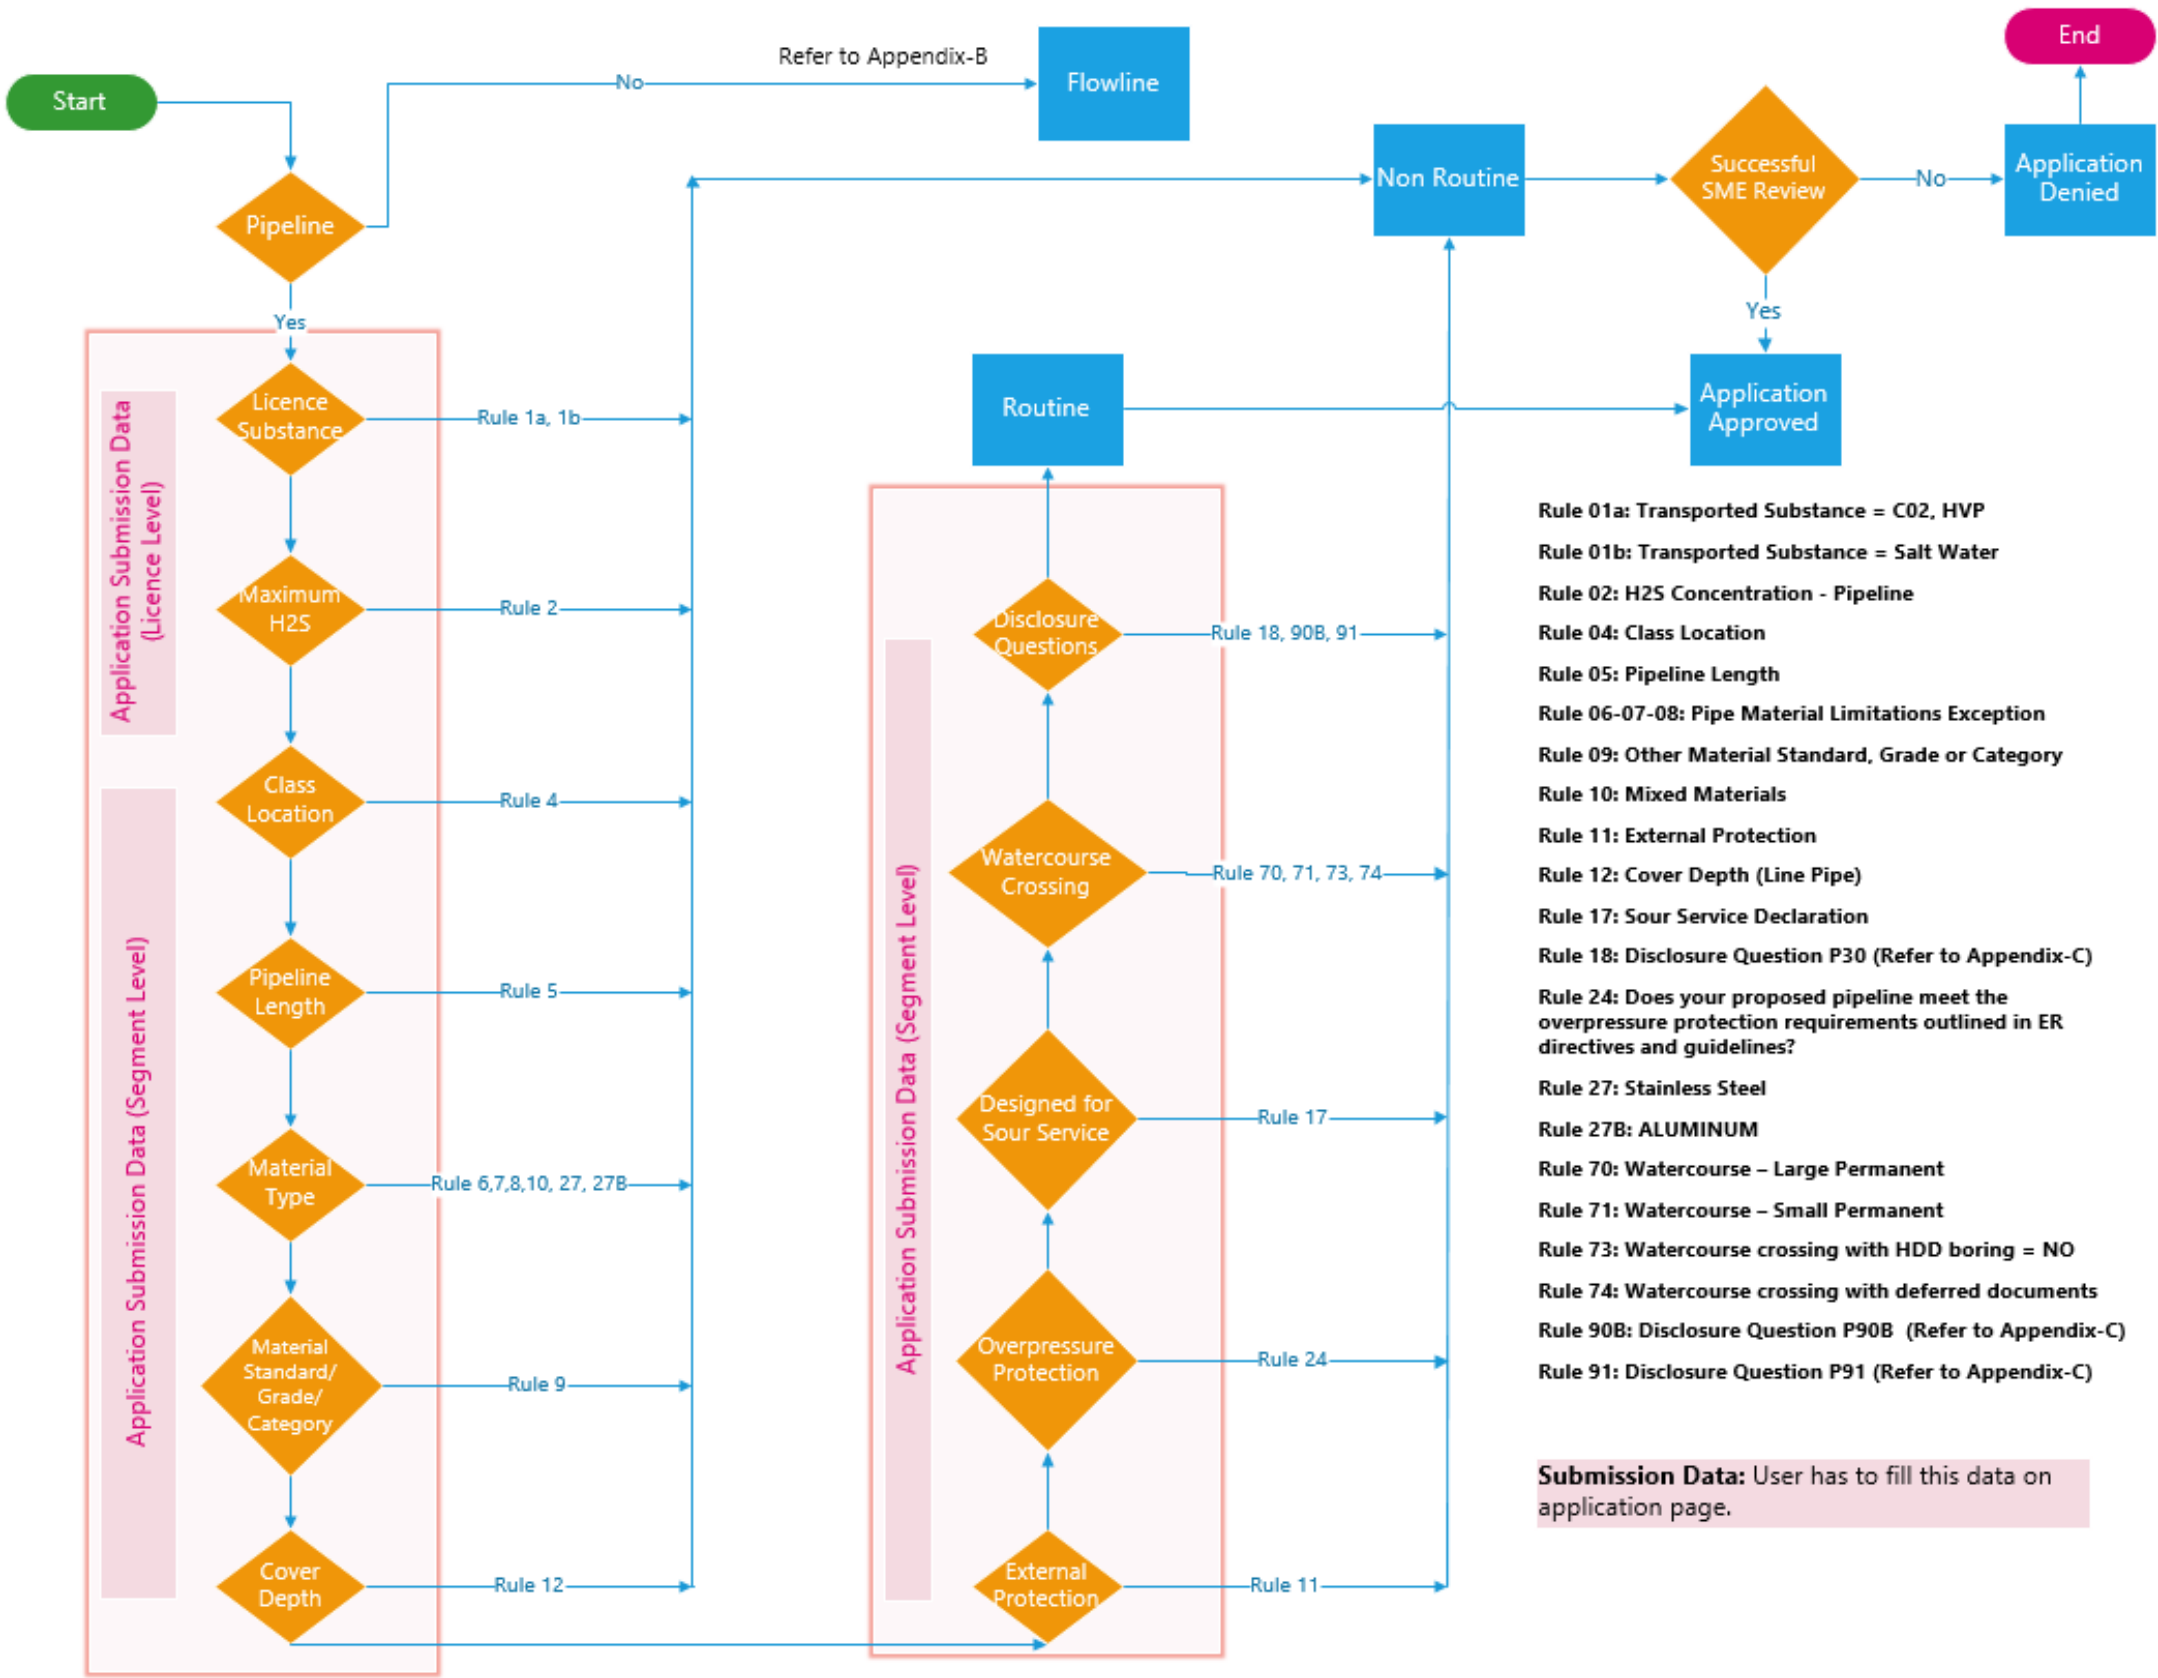 Start
Refer to Appendix-B
No
Flowline
End
Pipeline
Yes
Non Routine
Successful
SME Review
No
Application
Denied
Yes
Application Submission Data
(Licence Level)
Licence
Substance
Rule 1a, 1b
Maximum
H2S
Rule 2
Application Submission Data (Segment Level)
Class
Location
Rule 4
Pipeline
Length
Rule 5
Material
Type
Rule 6,7,8,10, 27, 27B
Material
Standard/
Grade/
Category
Rule 9
Cover
Depth
Rule 12
Routine
Application
Approved
Application Submission Data (Segment Level)
Disclosure
Questions
Rule 18, 90B, 91
Watercourse
Crossing
Rule 70, 71, 73, 74
Designed for
Sour Service
Rule 17
Overpressure
Protection
Rule 24
External
Protection
Rule 11
Rule 01a: Transported Substance = C02, HVP
Rule 01b: Transported Substance = Salt Water
Rule 02: H2S Concentration - Pipeline
Rule 04: Class Location
Rule 05: Pipeline Length
Rule 06-07-08: Pipe Material Limitations Exception
Rule 09: Other Material Standard, Grade or Category
Rule 10: Mixed Materials
Rule 11: External Protection
Rule 12: Cover Depth (Line Pipe)
Rule 17: Sour Service Declaration
Rule 18: Disclosure Question P30 (Refer to Appendix-C)
Rule 24: Does your proposed pipeline meet the
overpressure protection requirements outlined in ER
directives and guidelines?
Rule 27: Stainless Steel
Rule 27B: ALUMINUM
Rule 70: Watercourse – Large Permanent
Rule 71: Watercourse – Small Permanent
Rule 73: Watercourse crossing with HDD boring = NO
Rule 74: Watercourse crossing with deferred documents
Rule 90B: Disclosure Question P90B (Refer to Appendix-C)
Rule 91: Disclosure Question P91 (Refer to Appendix-C)
Submission Data: User has to fill this data on
application page.